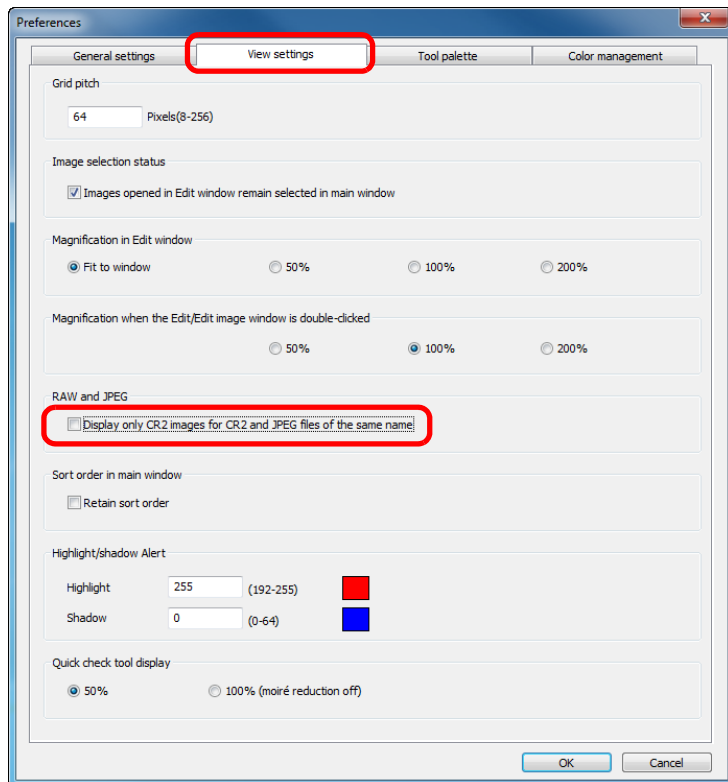 Preferences
General settings View settings Tool palette Color management
Grid pitch
64 Pixels(8-256)
Image selection status
Images opened in Edit window remain selected in main window
Magnification in Edit window
Fit to window 50% 100% 200%
Magnification when the Edit/Edit image window is double-clicked
50% 100% 200%
RAW and JPEG
Display only CR2 images for CR2 and JPEG files of the same name
Sort order in main window
Retain sort order
Highlight/shadow Alert
Highlight 255 (192-255)
Shadow 0 (0-64)
Quick check tool display
50% 100% (moiré reduction off)
OK Cancel